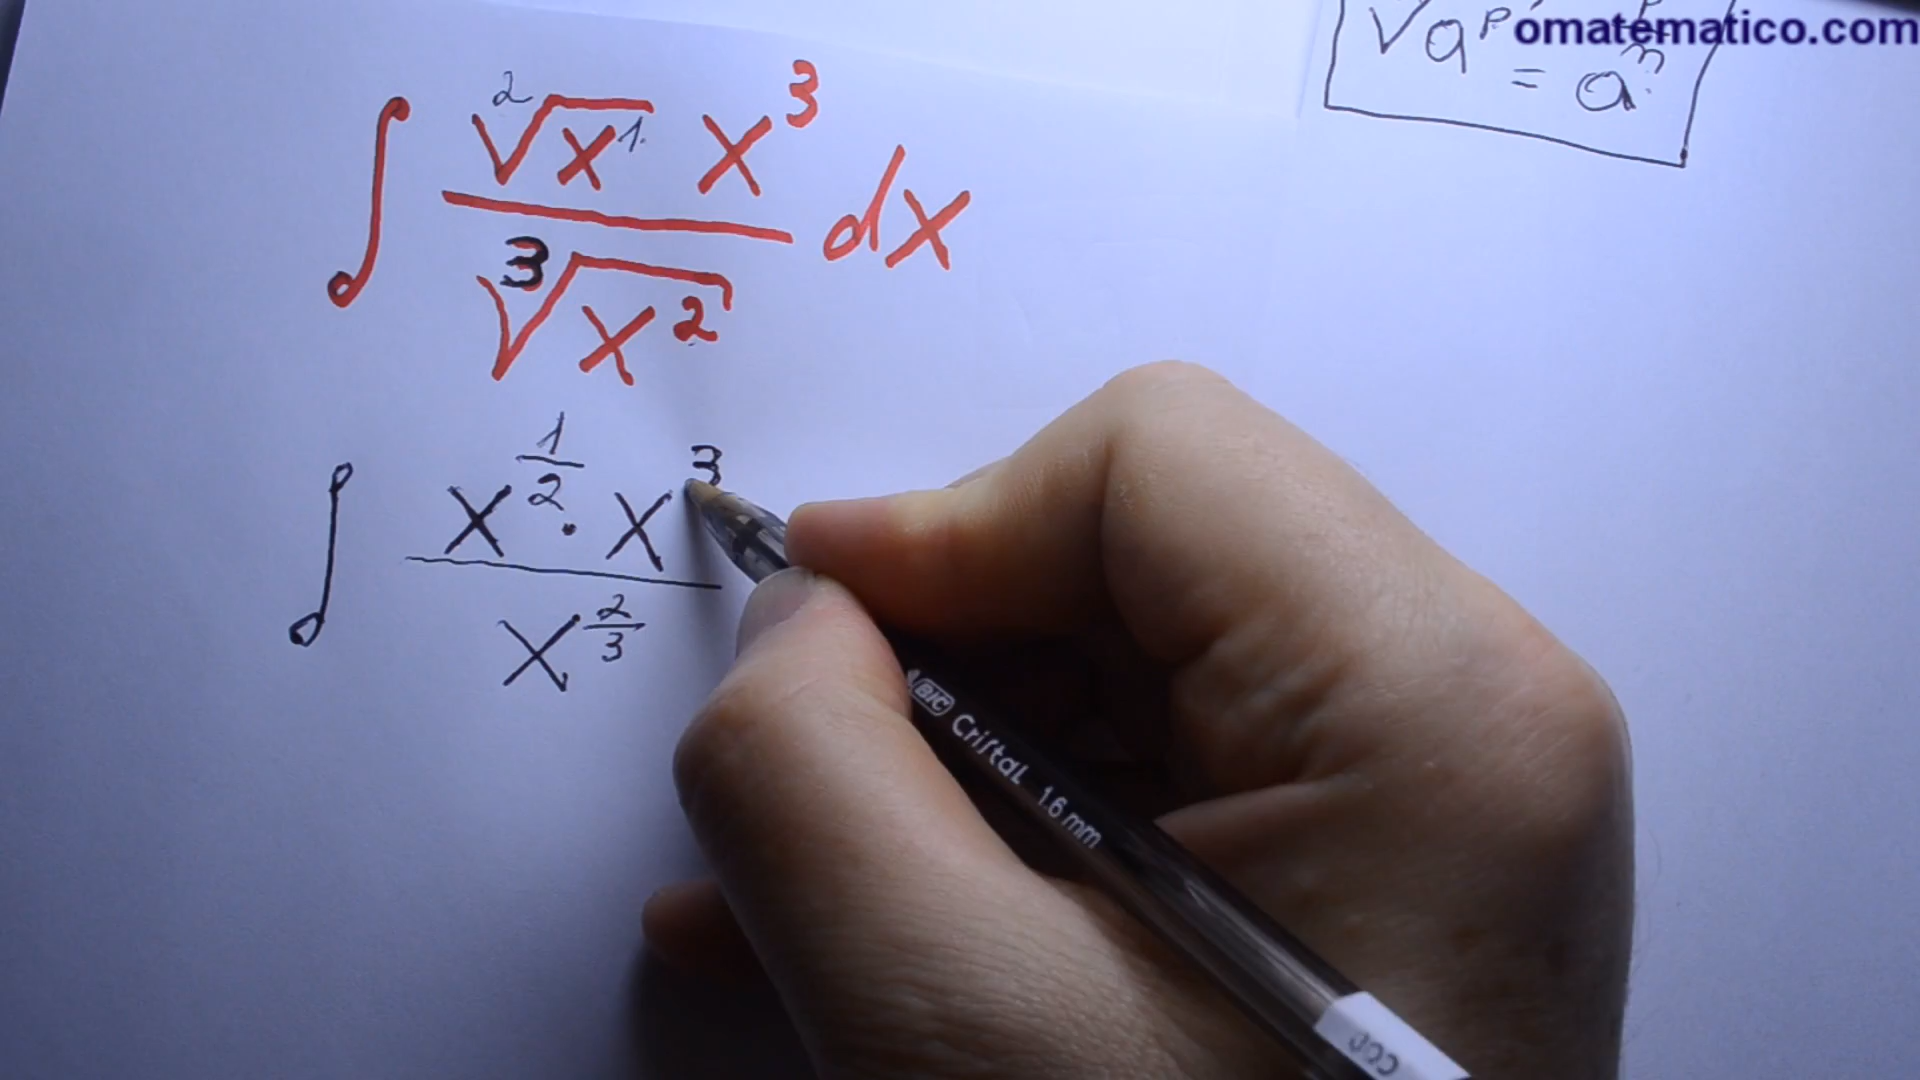 omatematico.com
√a^p
= a^(p/n)
∫ (²√x¹ x³)/(³√x²) dx
∫ (x^(1/2) · x³)/(x^(2/3))
BIC Cristal 1.6 mm